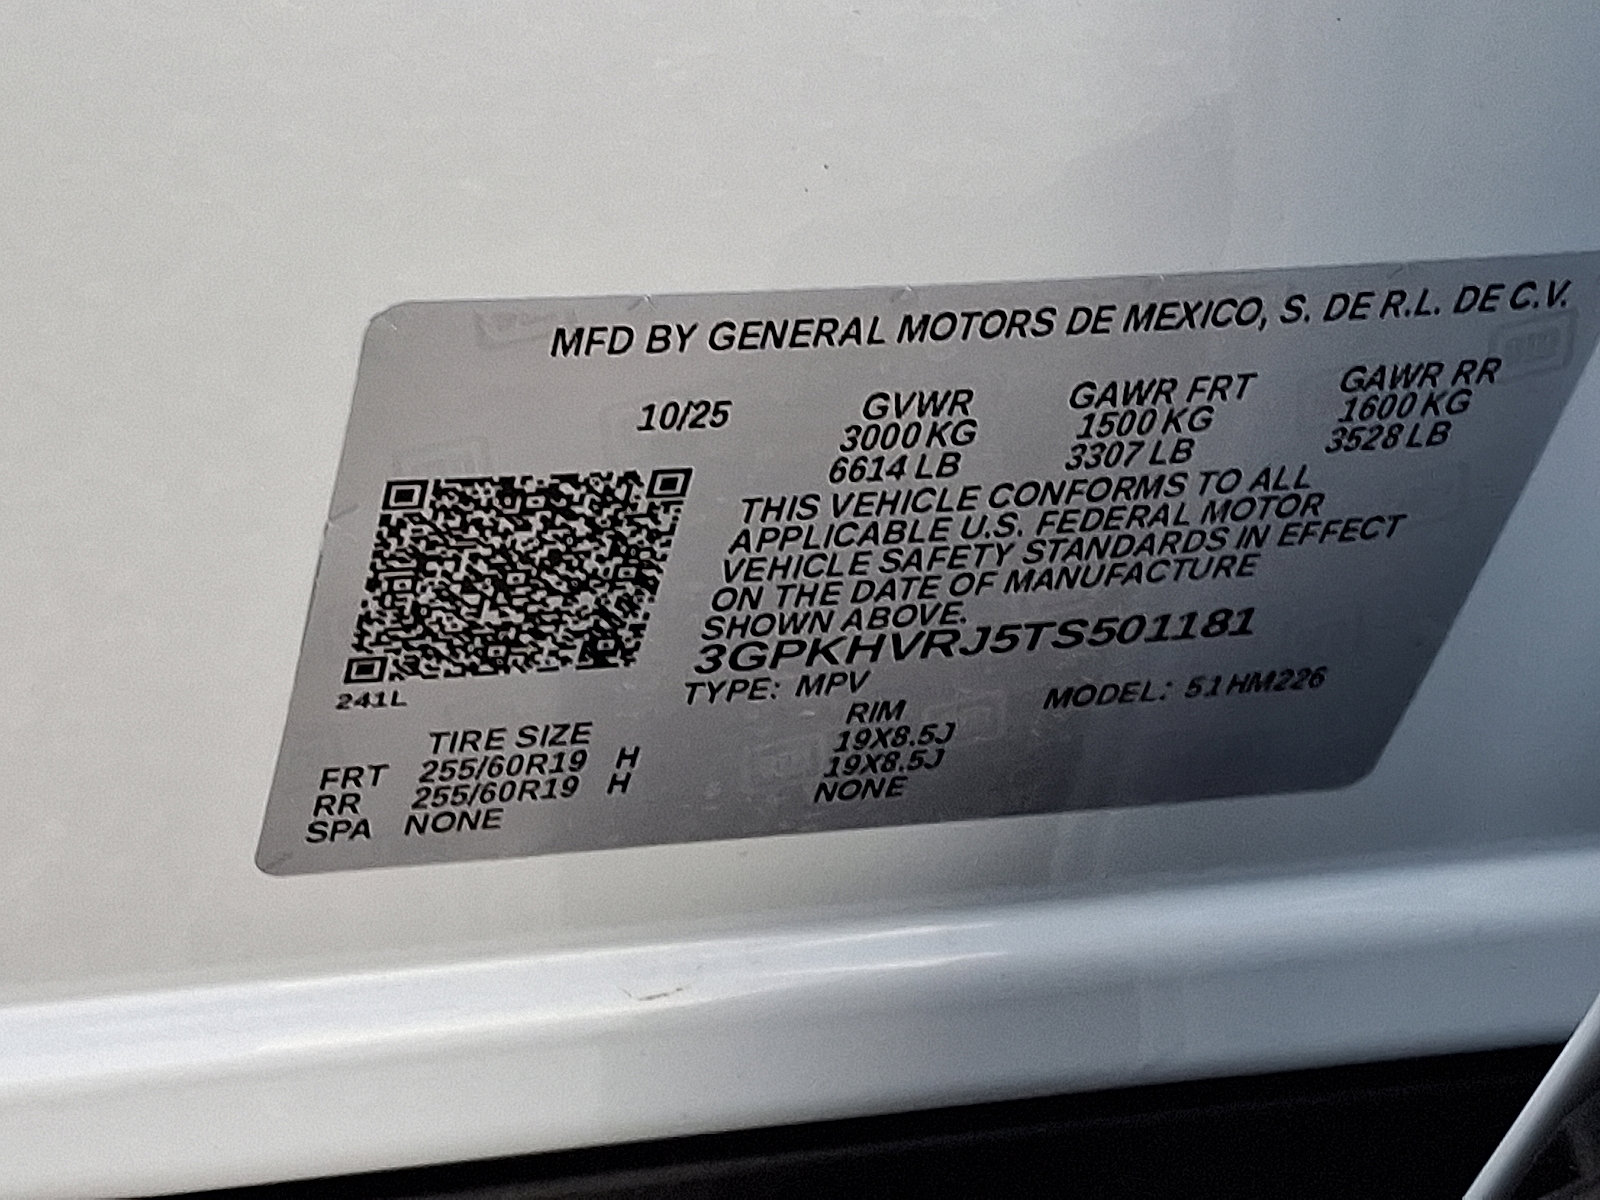 MFD BY GENERAL MOTORS DE MEXICO, S. DE R.L. DE C.V.
10/25 GVWR GAWR FRT GAWR RR
3000 KG 1500 KG 1600 KG
6614 LB 3307 LB 3528 LB
THIS VEHICLE CONFORMS TO ALL
APPLICABLE U.S. FEDERAL MOTOR
VEHICLE SAFETY STANDARDS IN EFFECT
ON THE DATE OF MANUFACTURE
SHOWN ABOVE.
3GPKHVRJ5TS501181
241L
TYPE: MPV MODEL: 51HM226
TIRE SIZE RIM
FRT 255/60R19 H 19X8.5J
RR 255/60R19 H 19X8.5J
SPA NONE NONE